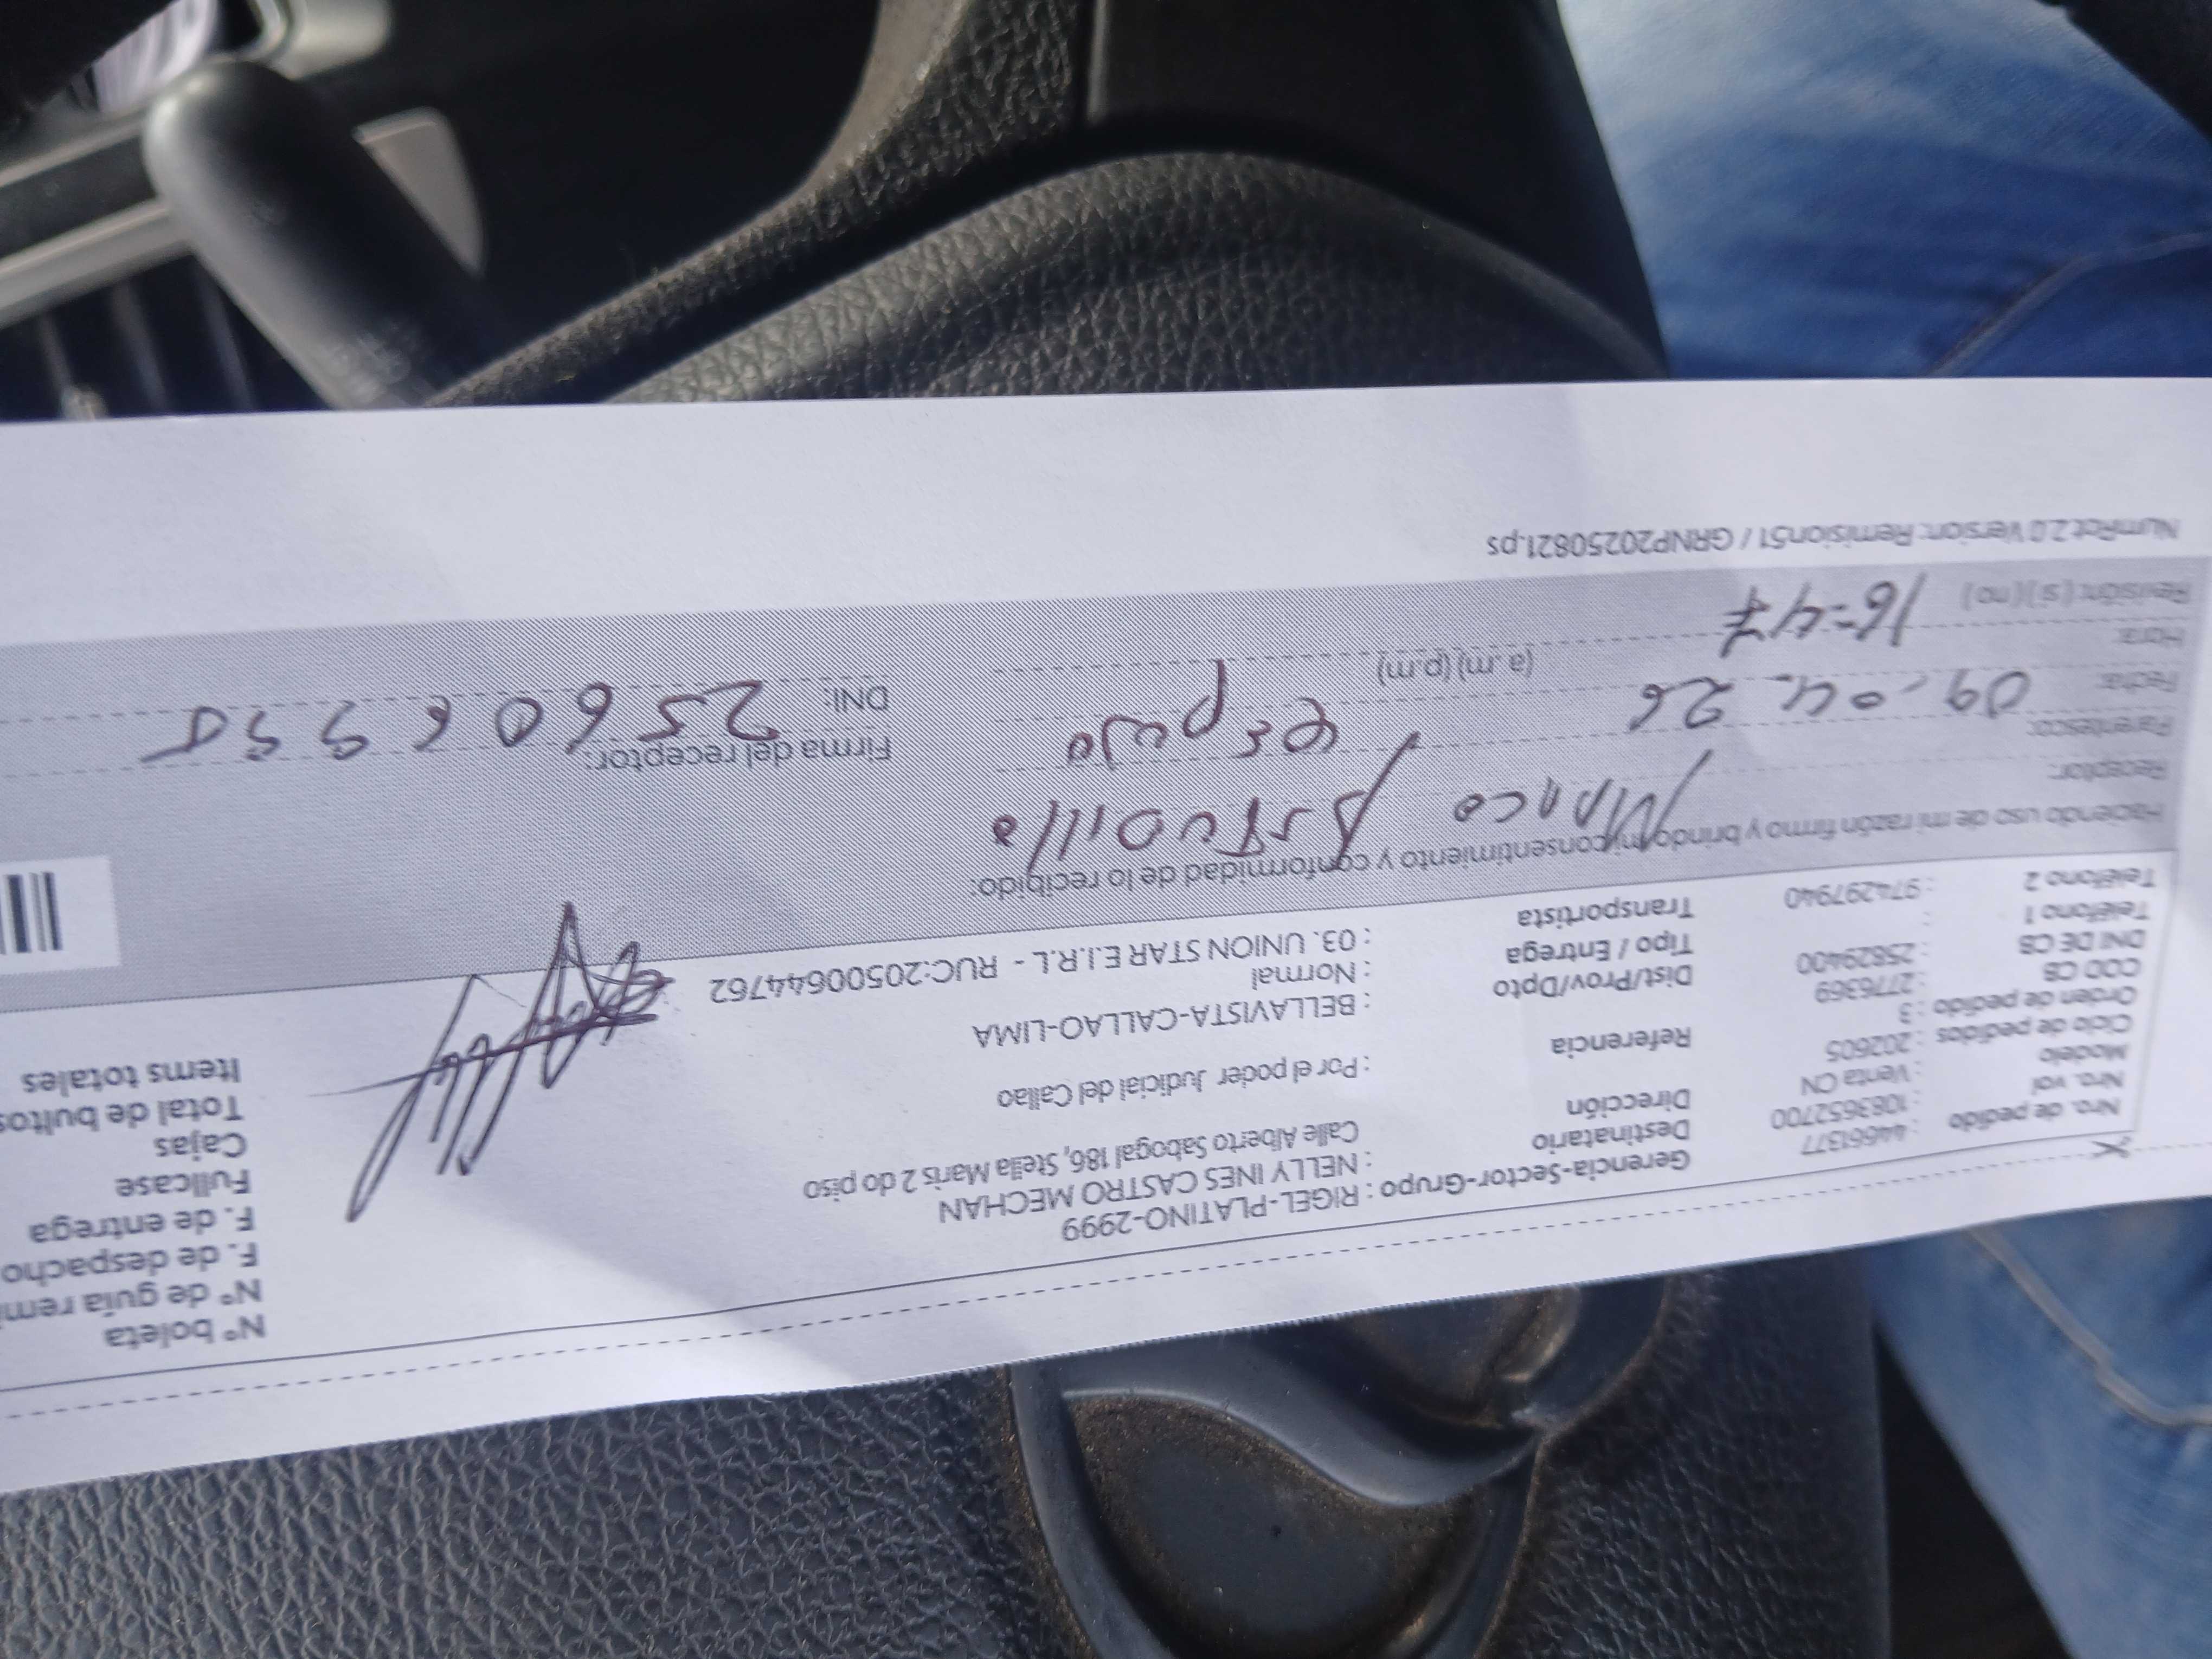 Nro. de pedido : 44661377
Nro. vol : 1083652700
Modelo : Venta CN
Ciclo de pedidos : 202605
Orden de pedido : 3
COD CB : 2776369
DNI DE CB : 25829400
Teléfono 1 :
Teléfono 2 : 974297940
Gerencia-Sector-Grupo : RIGEL-PLATINO-2999
Destinatario : NELLY INES CASTRO MECHAN
Dirección Calle Alberto Sabogal 186, Stella Maris 2 do piso
Referencia : Por el poder Judicial del Callao
Dist/Prov/Dpto : BELLAVISTA-CALLAO-LIMA
Tipo / Entrega : Normal
Transportista : 03. UNION STAR E.I.R.L - RUC:20500644762
N° boleta
N° de guía remi
F. de despacho
F. de entrega
Fullcase
Cajas
Total de bultos
Items totales
Haciendo uso de mi razón firmo y brindo mi consentimiento y conformidad de lo recibido:
Receptor: Marco Astudillo
Parentesco: esposo
Fecha: 09. 04. 26
Hora: 16:47 (a.m) (p.m)
Revisión: (si) (no)
Firma del receptor:
DNI:
NumRot 2.0 Version: Remision51 / GRNP20250821.ps